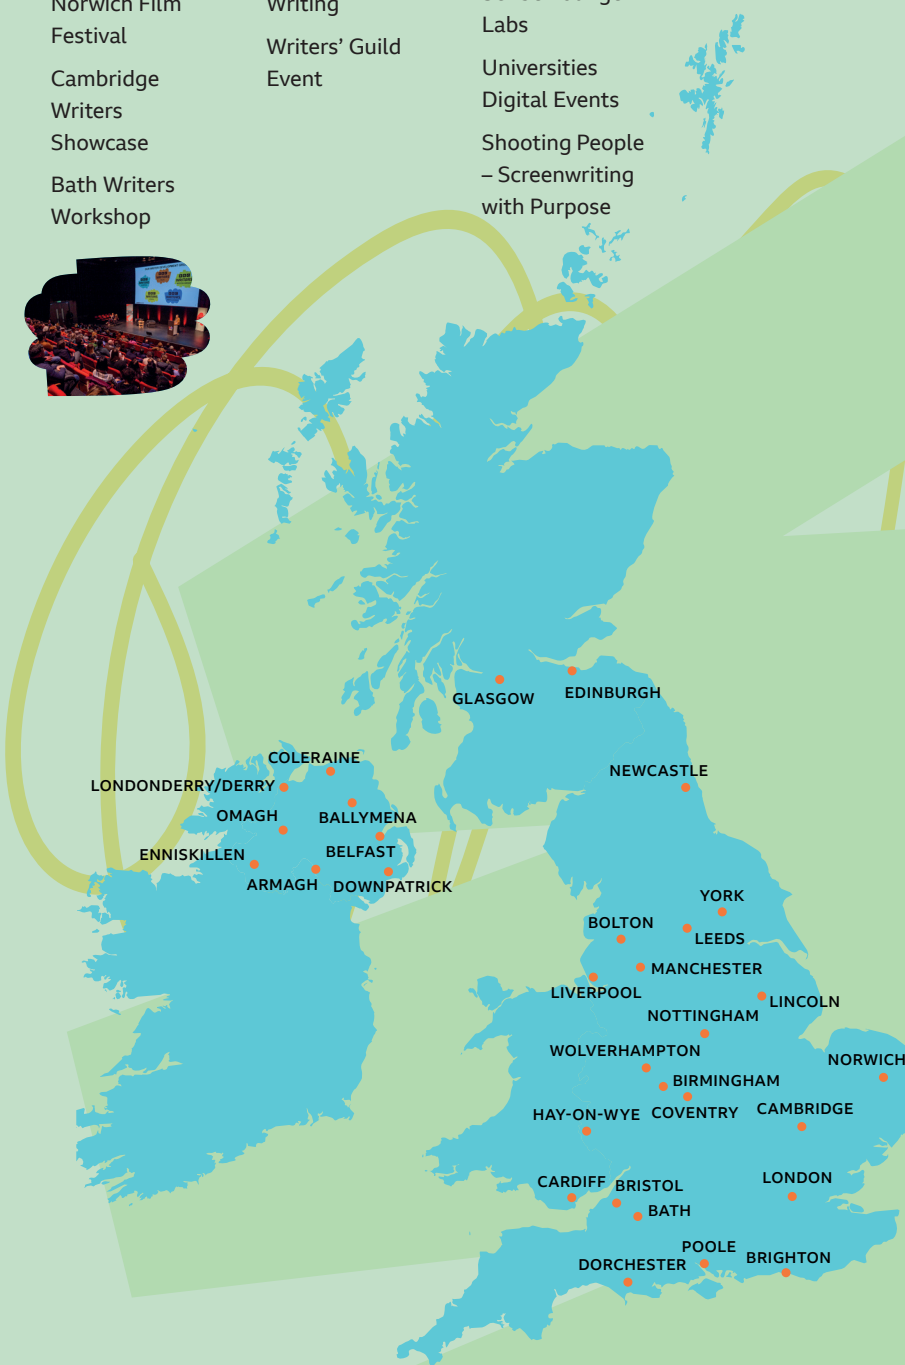 Norwich Film
Festival
Cambridge
Writers
Showcase
Bath Writers
Workshop
Writing
Writers’ Guild
Event
Labs
Universities
Digital Events
Shooting People
– Screenwriting
with Purpose
GLASGOW
EDINBURGH
COLERAINE
NEWCASTLE
LONDONDERRY/DERRY
OMAGH
BALLYMENA
ENNISKILLEN
BELFAST
ARMAGH
DOWNPATRICK
YORK
BOLTON
LEEDS
MANCHESTER
LIVERPOOL
LINCOLN
NOTTINGHAM
WOLVERHAMPTON
NORWICH
BIRMINGHAM
HAY-ON-WYE
COVENTRY
CAMBRIDGE
CARDIFF
BRISTOL
LONDON
BATH
POOLE
BRIGHTON
DORCHESTER